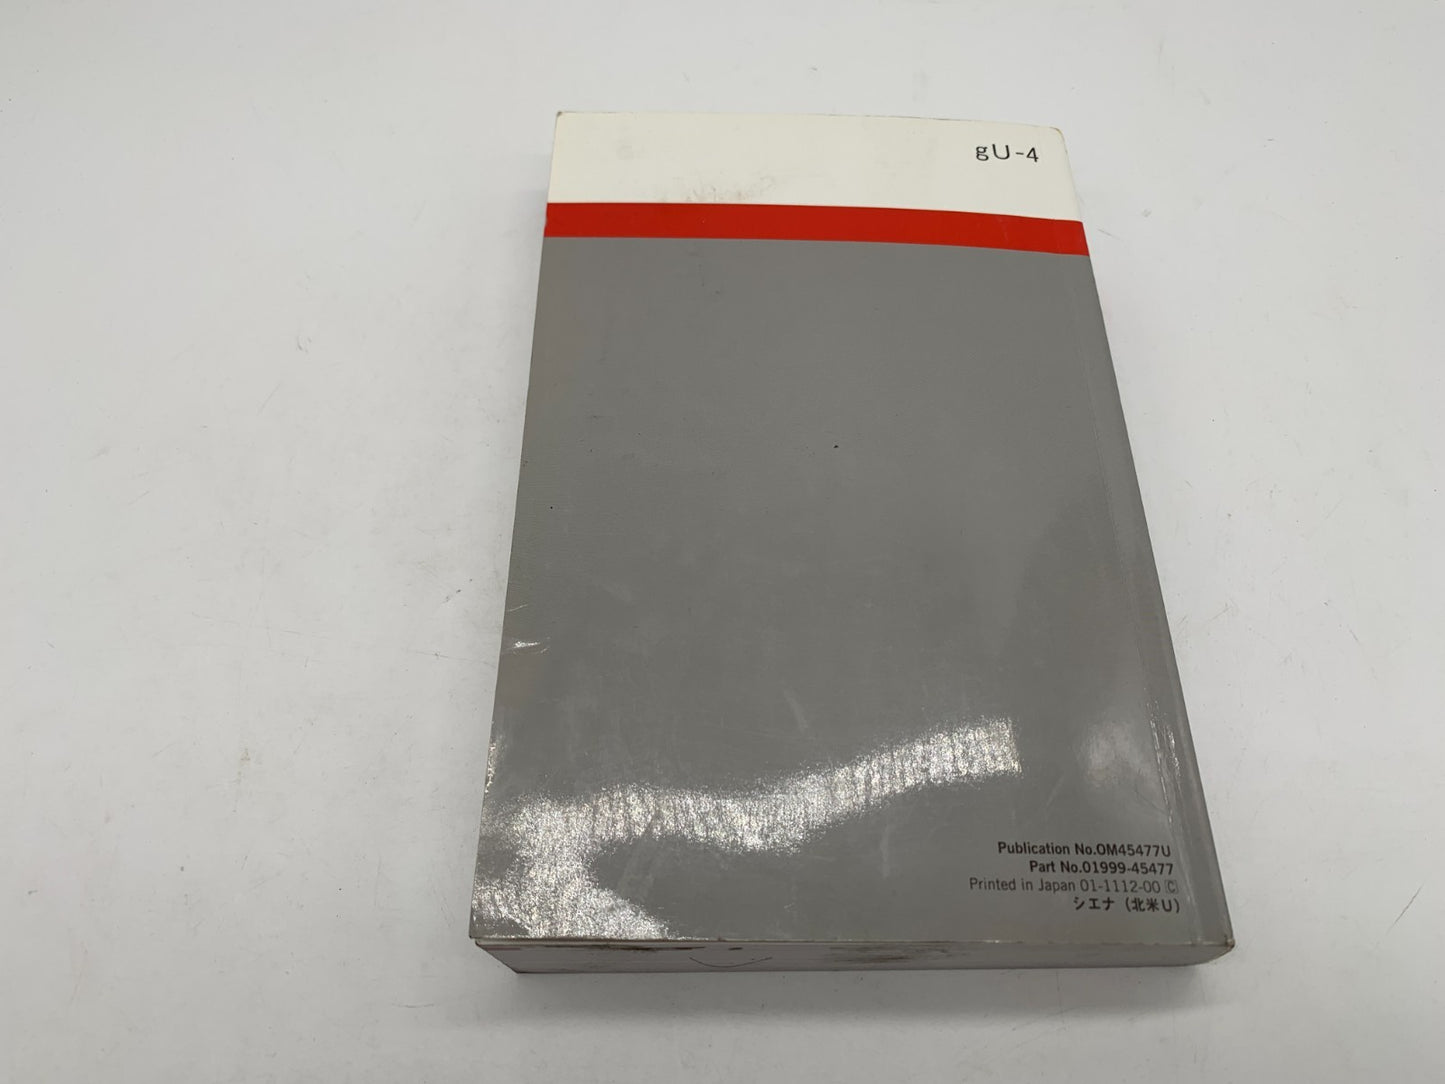 gU-4
Publication No.OM45477U
Part No.01999-45477
Printed in Japan 01-1112-00 [C]
シエナ (北米U)